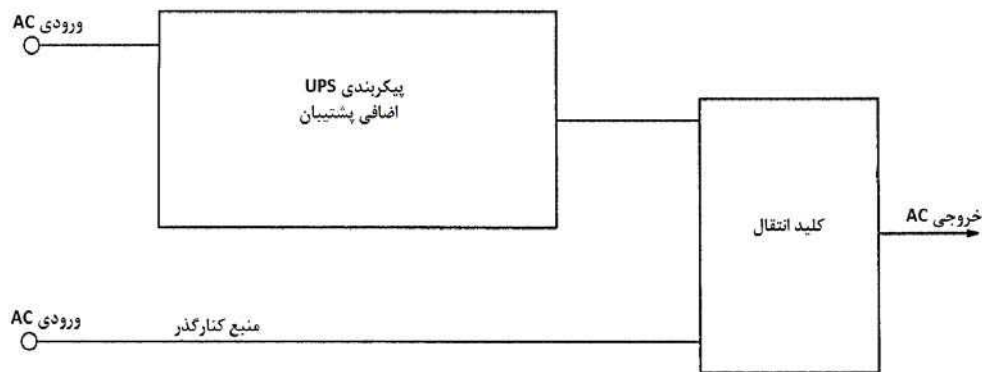 ورودی AC
پیکربندی UPS
اضافی پشتیبان
کلید انتقال
خروجی AC
ورودی AC
منبع کنارگذر